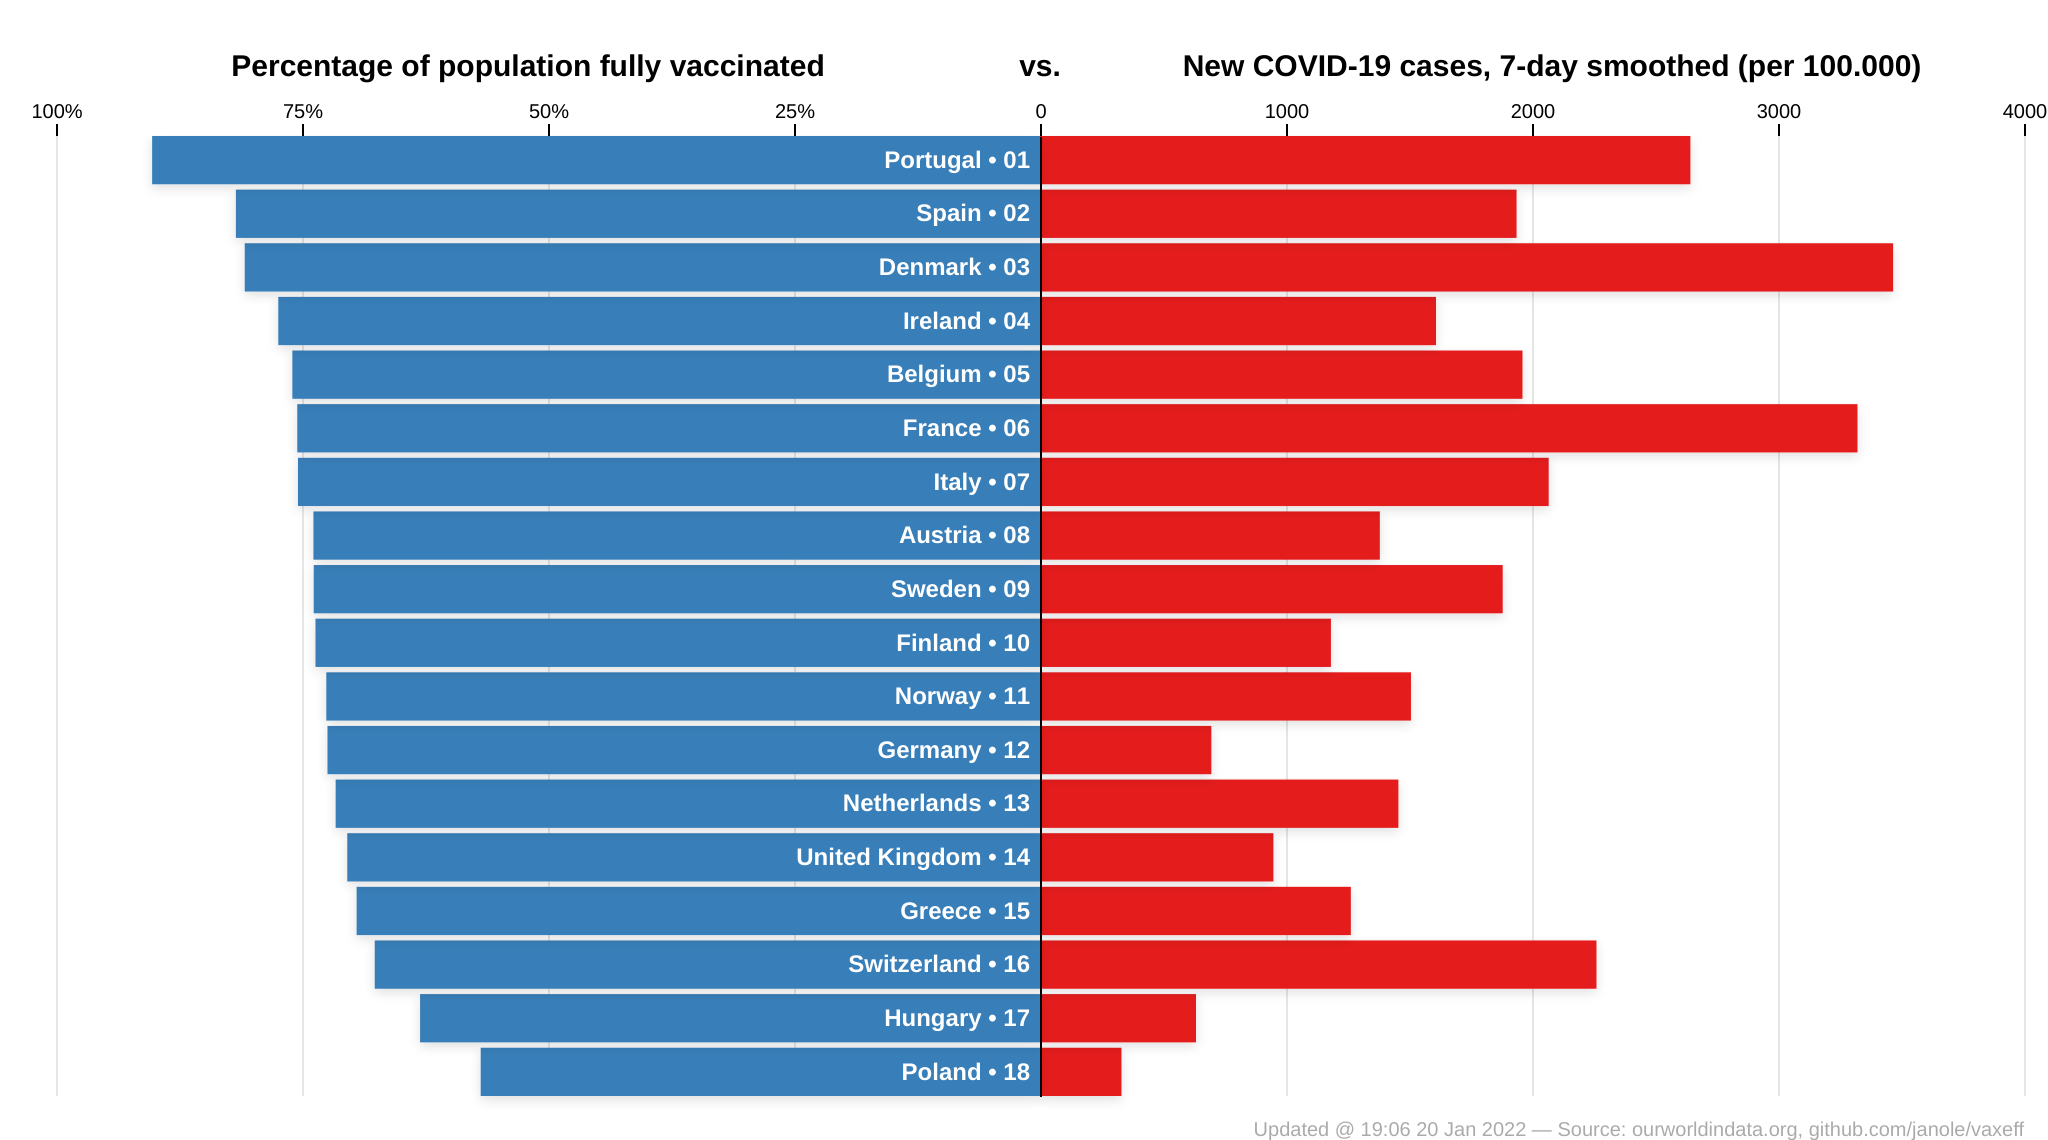 Percentage of population fully vaccinated vs. New COVID-19 cases, 7-day smoothed (per 100.000)
100% 75% 50% 25% 0 1000 2000 3000 4000
Portugal • 01
Spain • 02
Denmark • 03
Ireland • 04
Belgium • 05
France • 06
Italy • 07
Austria • 08
Sweden • 09
Finland • 10
Norway • 11
Germany • 12
Netherlands • 13
United Kingdom • 14
Greece • 15
Switzerland • 16
Hungary • 17
Poland • 18
Updated @ 19:06 20 Jan 2022 — Source: ourworldindata.org, github.com/janole/vaxeff